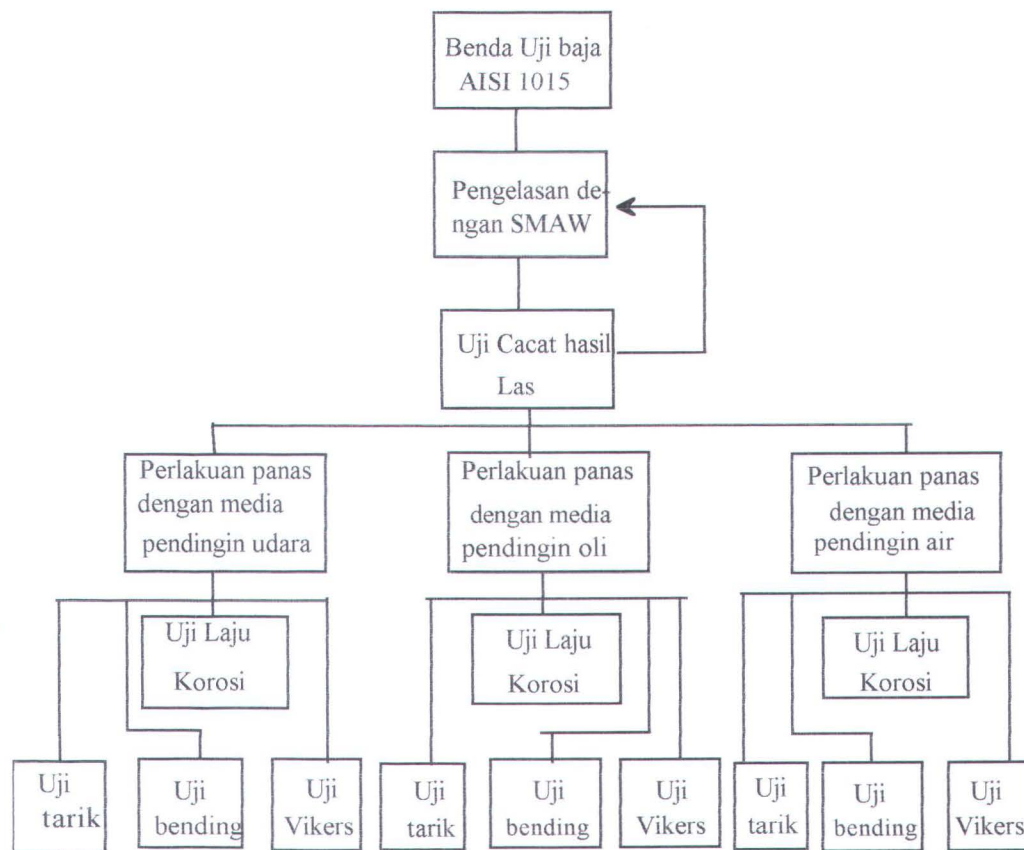 Benda Uji baja
AISI 1015
Pengelasan de-
ngan SMAW
Uji Cacat hasil
Las
Perlakuan panas
dengan media
pendingin udara
Perlakuan panas
dengan media
pendingin oli
Perlakuan panas
dengan media
pendingin air
Uji Laju
Korosi
Uji Laju
Korosi
Uji Laju
Korosi
Uji
tarik
Uji
bending
Uji
Vikers
Uji
tarik
Uji
bending
Uji
Vikers
Uji
tarik
Uji
bending
Uji
Vikers